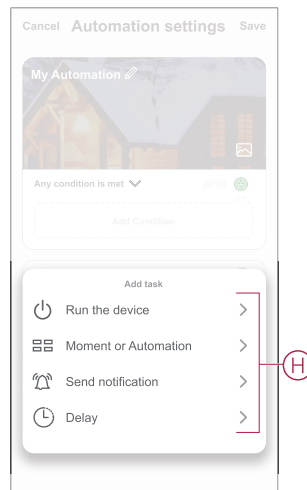 Cancel Automation settings Save
My Automation
Any condition is met
Add Condition
Add task
Run the device
Moment or Automation
Send notification
Delay
H